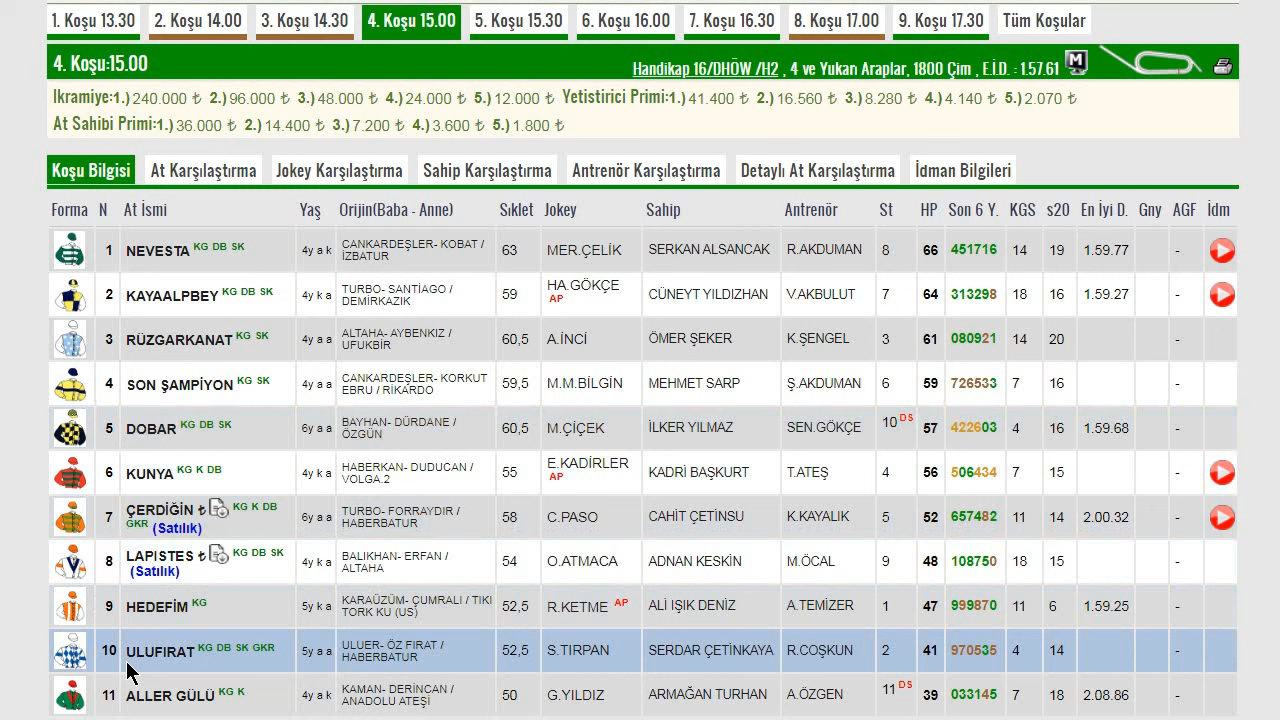 1. Koşu 13.30 2. Koşu 14.00 3. Koşu 14.30 4. Koşu 15.00 5. Koşu 15.30 6. Koşu 16.00 7. Koşu 16.30 8. Koşu 17.00 9. Koşu 17.30 Tüm Koşular
4. Koşu:15.00 Handikap 16/DHÖW /H2 , 4 ve Yukarı Araplar, 1800 Çim , E.İ.D. : 1.57.61 M
İkramiye:1.) 240.000 ₺ 2.) 96.000 ₺ 3.) 48.000 ₺ 4.) 24.000 ₺ 5.) 12.000 ₺ Yetistirici Primi:1.) 41.400 ₺ 2.) 16.560 ₺ 3.) 8.280 ₺ 4.) 4.140 ₺ 5.) 2.070 ₺
At Sahibi Primi:1.) 36.000 ₺ 2.) 14.400 ₺ 3.) 7.200 ₺ 4.) 3.600 ₺ 5.) 1.800 ₺
Koşu Bilgisi At Karşılaştırma Jokey Karşılaştırma Sahip Karşılaştırma Antrenör Karşılaştırma Detaylı At Karşılaştırma İdman Bilgileri
Forma N At İsmi Yaş Orijin(Baba - Anne) Sıklet Jokey Sahip Antrenör St HP Son 6 Y. KGS s20 En İyi D. Gny AGF İdm
1 NEVESTA KG DB SK 4y a k CANKARDEŞLER- KOBAT / İZBATUR 63 MER.ÇELİK SERKAN ALSANCAK R.AKDUMAN 8 66 451716 14 19 1.59.77 -
2 KAYAALPBEY KG DB SK 4y k a TURBO- SANTİAGO / DEMİRKAZIK 59 HA.GÖKÇE AP CÜNEYT YILDIZHAN V.AKBULUT 7 64 313298 18 16 1.59.27 -
3 RÜZGARKANAT KG SK 4y a a ALTAHA- AYBENKIZ / UFUKBİR 60,5 A.İNCİ ÖMER ŞEKER K.ŞENGEL 3 61 080921 14 20 -
4 SON ŞAMPİYON KG SK 4y a a CANKARDEŞLER- KORKUT EBRU / RİKARDO 59,5 M.M.BİLGİN MEHMET SARP Ş.AKDUMAN 6 59 726533 7 16 -
5 DOBAR KG DB SK 6y a a BAYHAN- DÜRDANE / ÖZGÜN 60,5 M.ÇİÇEK İLKER YILMAZ SEN.GÖKÇE 10 DS 57 422603 4 16 1.59.68 -
6 KUNYA KG K DB 4y k a HABERKAN- DUDUCAN / VOLGA.2 55 E.KADİRLER AP KADRİ BAŞKURT T.ATEŞ 4 56 506434 7 15 -
7 ÇERDİĞİN ₺ KG K DB GKR (Satılık) 6y a a TURBO- FORRAYDIR / HABERBATUR 58 C.PASO CAHİT ÇETİNSU K.KAYALIK 5 52 657482 11 14 2.00.32 -
8 LAPISTES ₺ KG DB SK (Satılık) 4y k a BALIKHAN- ERFAN / ALTAHA 54 O.ATMACA ADNAN KESKİN M.ÖCAL 9 48 108750 18 15 -
9 HEDEFİM KG 5y k a KARAÜZÜM- ÇUMRALI / TIKI TORK KU (US) 52,5 R.KETME AP ALİ IŞIK DENİZ A.TEMİZER 1 47 999870 11 6 1.59.25 -
10 ULUFIRAT KG DB SK GKR 5y a a ULUER- ÖZ FIRAT / HABERBATUR 52,5 S.TIRPAN SERDAR ÇETİNKAYA R.COŞKUN 2 41 970535 4 14 -
11 ALLER GÜLÜ KG K 4y a k KAMAN- DERİNCAN / ANADOLU ATEŞİ 50 G.YILDIZ ARMAĞAN TURHAN A.ÖZGEN 11 DS 39 033145 7 18 2.08.86 -